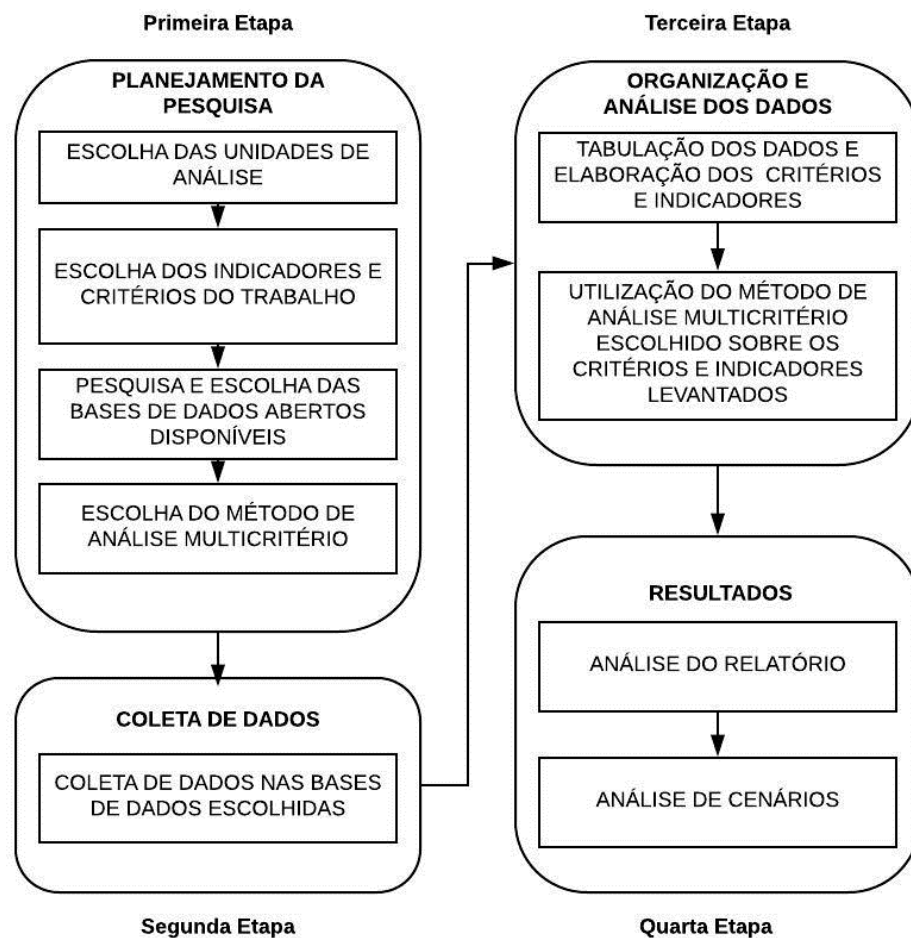 Primeira Etapa
PLANEJAMENTO DA
PESQUISA
ESCOLHA DAS UNIDADES DE
ANÁLISE
ESCOLHA DOS INDICADORES E
CRITÉRIOS DO TRABALHO
PESQUISA E ESCOLHA DAS
BASES DE DADOS ABERTOS
DISPONÍVEIS
ESCOLHA DO MÉTODO DE
ANÁLISE MULTICRITÉRIO
COLETA DE DADOS
COLETA DE DADOS NAS BASES
DE DADOS ESCOLHIDAS
Segunda Etapa
Terceira Etapa
ORGANIZAÇÃO E
ANÁLISE DOS DADOS
TABULAÇÃO DOS DADOS E
ELABORAÇÃO DOS CRITÉRIOS
E INDICADORES
UTILIZAÇÃO DO MÉTODO DE
ANÁLISE MULTICRITÉRIO
ESCOLHIDO SOBRE OS
CRITÉRIOS E INDICADORES
LEVANTADOS
RESULTADOS
ANÁLISE DO RELATÓRIO
ANÁLISE DE CENÁRIOS
Quarta Etapa